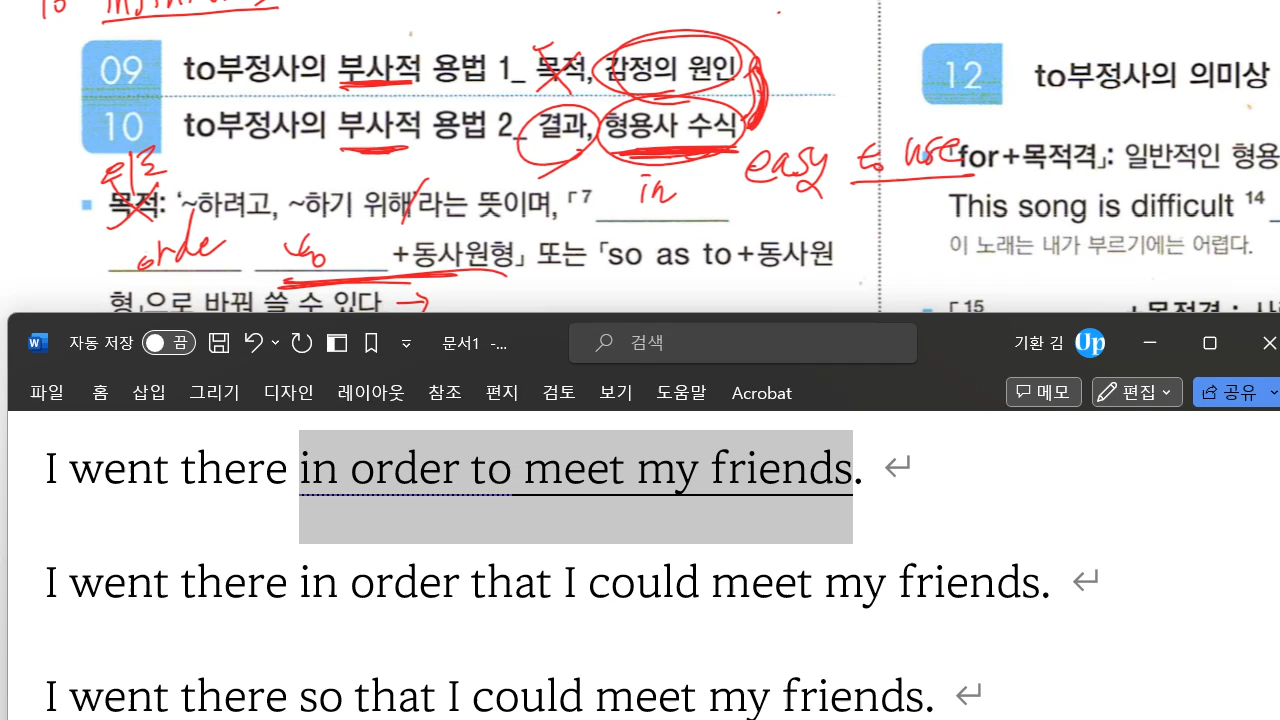 to
09 to부정사의 부사적 용법 1_ 목적, 감정의 원인
10 to부정사의 부사적 용법 2_ 결과, 형용사 수식
easy to use
목적: '~하려고, ~하기 위해'라는 뜻이며, 「7 in
orde to +동사원형」 또는 「so as to+동사원
형」으로 바꿔 쓸 수 있다 →
12 to부정사의 의미상
「for+목적격」: 일반적인 형용
This song is difficult 14
이 노래는 내가 부르기에는 어렵다.
「15 +목적격」: 사람
자동 저장 끔 문서1 -... 검색 기환 김 Up
파일 홈 삽입 그리기 디자인 레이아웃 참조 편지 검토 보기 도움말 Acrobat 메모 편집 공유
I went there in order to meet my friends. ↵
I went there in order that I could meet my friends. ↵
I went there so that I could meet my friends. ↵